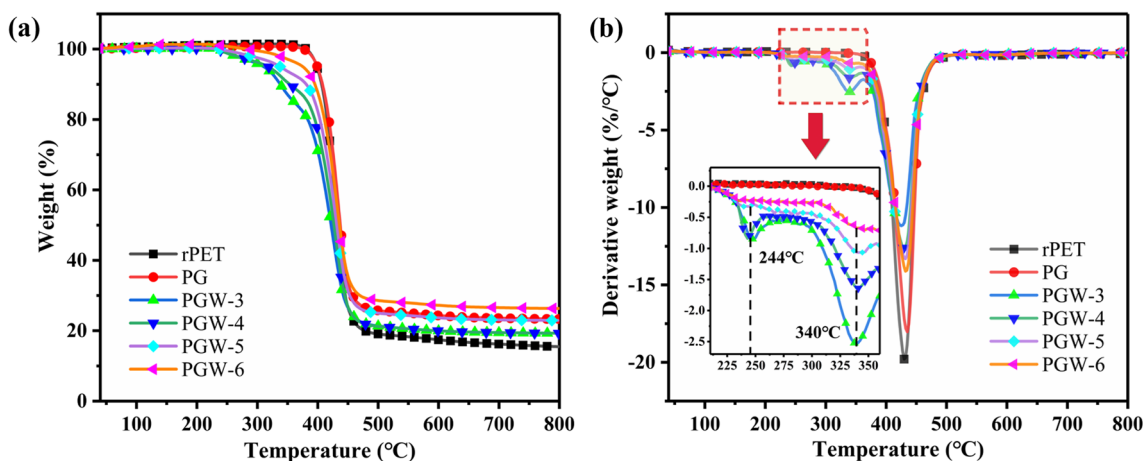 (a)
100
80
60
40
20
0
Weight (%)
rPET
PG
PGW-3
PGW-4
PGW-5
PGW-6
100 200 300 400 500 600 700 800
Temperature (℃)
(b)
0
-5
-10
-15
-20
Derivative weight (%/℃)
0.0
-0.5
-1.0
-1.5
-2.0
-2.5
244℃
340℃
225 250 275 300 325 350
rPET
PG
PGW-3
PGW-4
PGW-5
PGW-6
100 200 300 400 500 600 700 800
Temperature (℃)